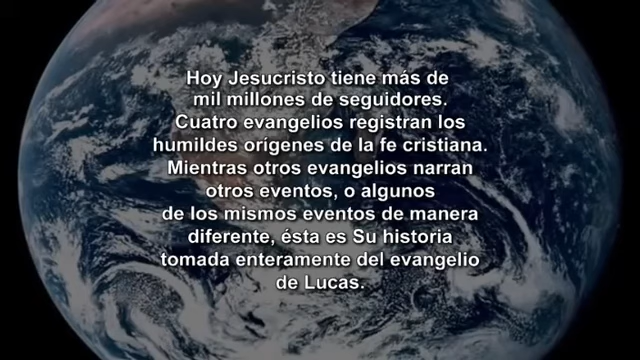 Hoy Jesucristo tiene más de
mil millones de seguidores.
Cuatro evangelios registran los
humildes orígenes de la fe cristiana.
Mientras otros evangelios narran
otros eventos, o algunos
de los mismos eventos de manera
diferente, ésta es Su historia
tomada enteramente del evangelio
de Lucas.